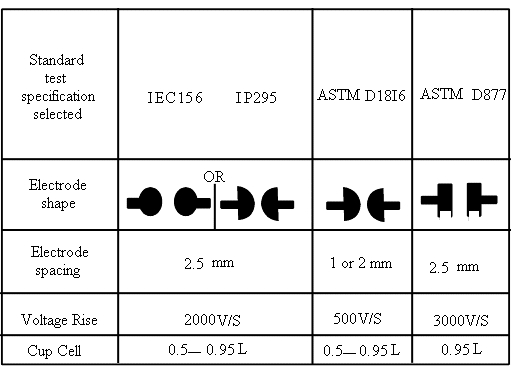 Standard
test
specification
selected
IEC156 IP295
ASTM D18I6
ASTM D877
Electrode
shape
OR
Electrode
spacing
2.5 mm
1 or 2 mm
2.5 mm
Voltage Rise
2000V/S
500V/S
3000V/S
Cup Cell
0.5— 0.95 L
0.5— 0.95 L
0.95 L